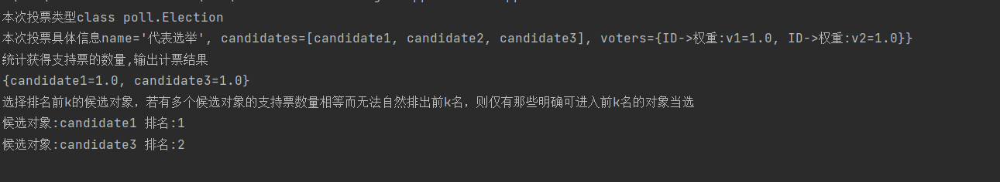 本次投票类型class poll.Election
本次投票具体信息name='代表选举', candidates=[candidate1, candidate2, candidate3], voters={ID->权重:v1=1.0, ID->权重:v2=1.0}}
统计获得支持票的数量,输出计票结果
{candidate1=1.0, candidate3=1.0}
选择排名前k的候选对象，若有多个候选对象的支持票数量相等而无法自然排出前k名，则仅有那些明确可进入前k名的对象当选
候选对象:candidate1 排名:1
候选对象:candidate3 排名:2